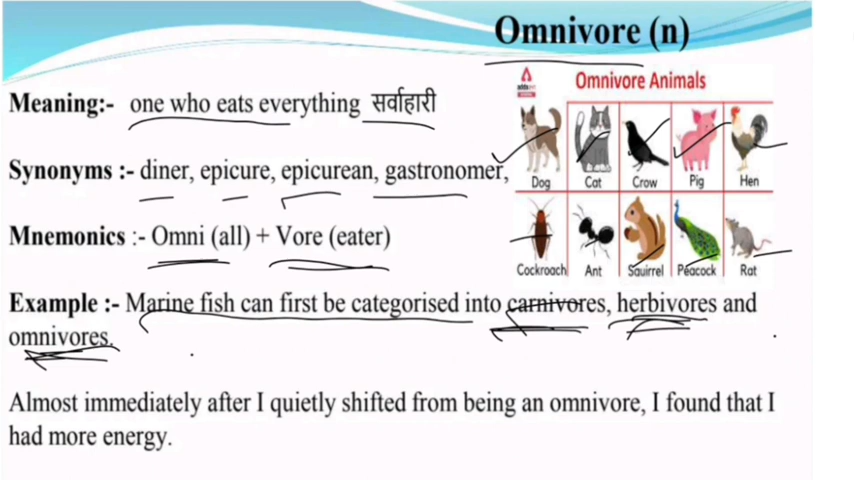 Omnivore (n)
Meaning:- one who eats everything सर्वाहारी
Omnivore Animals
Synonyms :- diner, epicure, epicurean, gastronomer,
Dog Cat Crow Pig Hen
Mnemonics :- Omni (all) + Vore (eater)
Cockroach Ant Squirrel Peacock Rat
Example :- Marine fish can first be categorised into carnivores, herbivores and
omnivores.
Almost immediately after I quietly shifted from being an omnivore, I found that I
had more energy.